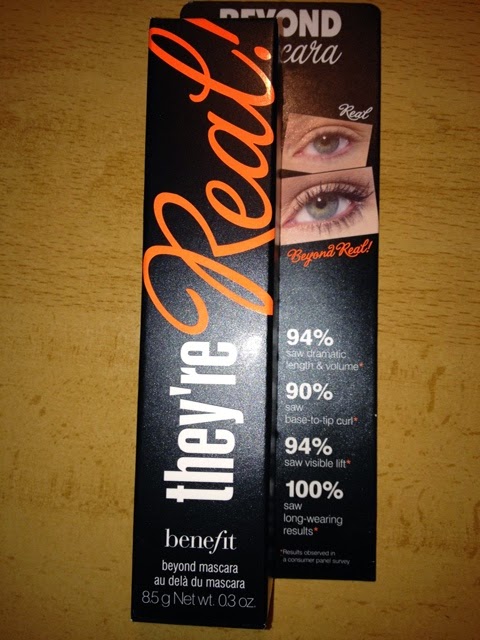 they're Real!
benefit
beyond mascara
au delà du mascara
8.5 g Net wt. 0.3 oz.
BEYOND
cara
Real
Beyond Real!
94%
saw dramatic
length & volume*
90%
saw
base-to-tip curl*
94%
saw visible lift*
100%
saw
long-wearing
results*
*Results observed in
a consumer panel survey